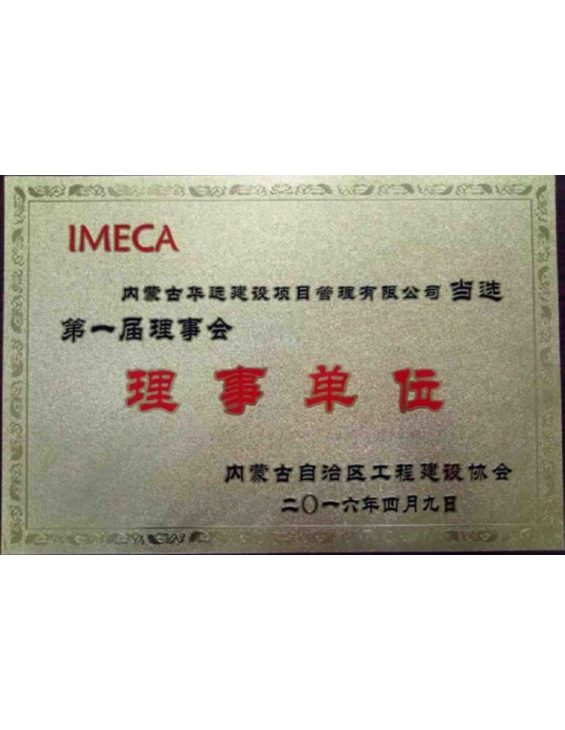 IMECA
内蒙古华远建设项目管理有限公司 当选
第一届理事会
理事单位
内蒙古自治区工程建设协会
二〇一六年四月九日